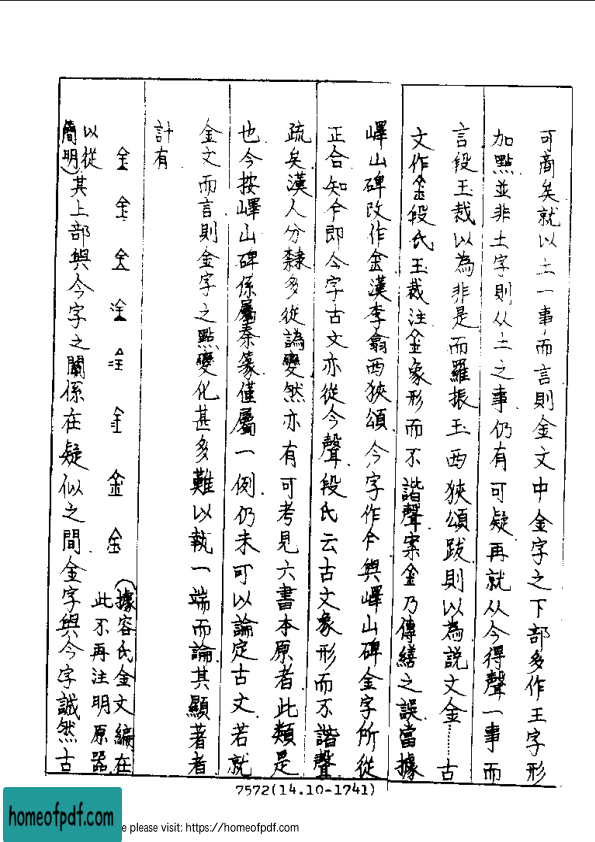 可商矣就以土一事而言則金文中金字之下部多作王字形
加點並非土字則从土之事仍有可疑再就从今得聲一事而
言段玉裁以為非是而羅振玉西狹頌跋則以為説文金……古
文作金段氏玉裁注金象形而不諧聲案金乃傳繕之誤當據
嶧山碑改作金漢李翕西狹頌今字作今與嶧山碑金字所從
正合知今即今字古文亦從今聲段氏云古文象形而不諧聲
疏矣漢人分隸多從譌變然亦有可考見六書本原者此類是
也今按嶧山碑係屬秦篆僅屬一例仍未可以論定古文若就
金文而言則金字之點變化甚多難以執一端而論其顯著者
計有
金 金 金 金 金 金 金 金 (據容氏金文編在
此不再注明原器
以從
簡明)其上部與今字之關係在疑似之間金字與今字誠然古
7572(14.10-1741)
homeofpdf.com
e please visit: https://homeofpdf.com